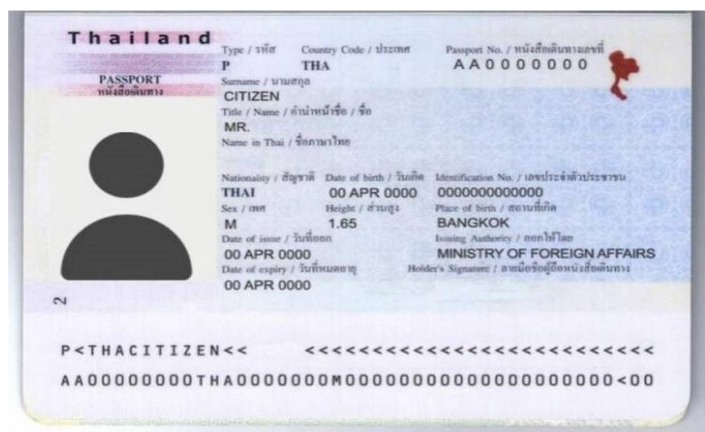 Thailand
PASSPORT
หนังสือเดินทาง
Type / รหัส Country Code / ประเทศ Passport No. / หนังสือเดินทางเลขที่
P THA AA0000000
Surname / นามสกุล
CITIZEN
Title / Name / คำนำหน้าชื่อ / ชื่อ
MR.
Name in Thai / ชื่อภาษาไทย
Nationality / สัญชาติ Date of birth / วันเกิด Identification No. / เลขประจำตัวประชาชน
THAI 00 APR 0000 0000000000000
Sex / เพศ Height / ส่วนสูง Place of birth / สถานที่เกิด
M 1.65 BANGKOK
Date of issue / วันที่ออก Issuing Authority / ออกให้โดย
00 APR 0000 MINISTRY OF FOREIGN AFFAIRS
Date of expiry / วันที่หมดอายุ Holder's Signature / ลายมือชื่อผู้ถือหนังสือเดินทาง
00 APR 0000
2
P<THACITIZEN<< <<<<<<<<<<<<<<<<<<<<<<<<<<<
AA00000000THA0000000M0000000000000000000000<00